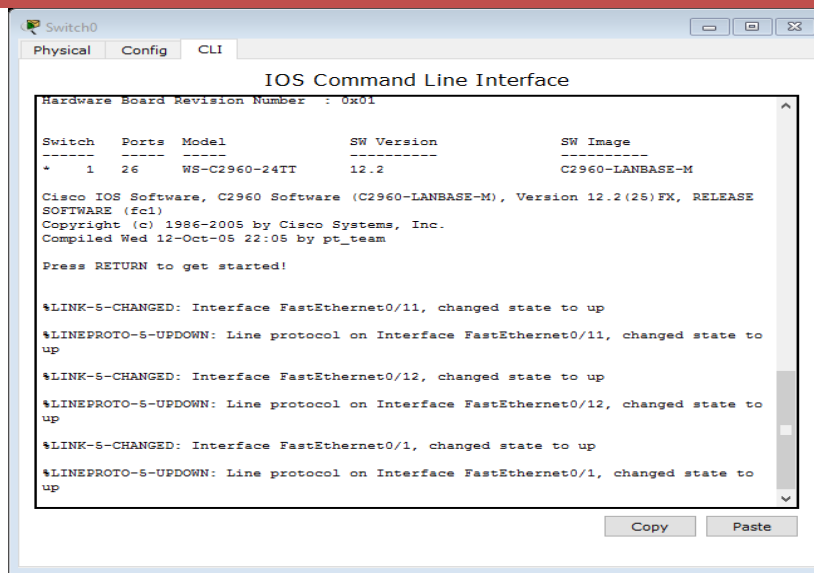 Switch0
Physical Config CLI
IOS Command Line Interface
Hardware Board Revision Number : 0x01
Switch Ports Model SW Version SW Image
------ ----- ----- ---------- ----------
* 1 26 WS-C2960-24TT 12.2 C2960-LANBASE-M
Cisco IOS Software, C2960 Software (C2960-LANBASE-M), Version 12.2(25)FX, RELEASE
SOFTWARE (fc1)
Copyright (c) 1986-2005 by Cisco Systems, Inc.
Compiled Wed 12-Oct-05 22:05 by pt_team
Press RETURN to get started!
%LINK-5-CHANGED: Interface FastEthernet0/11, changed state to up
%LINEPROTO-5-UPDOWN: Line protocol on Interface FastEthernet0/11, changed state to
up
%LINK-5-CHANGED: Interface FastEthernet0/12, changed state to up
%LINEPROTO-5-UPDOWN: Line protocol on Interface FastEthernet0/12, changed state to
up
%LINK-5-CHANGED: Interface FastEthernet0/1, changed state to up
%LINEPROTO-5-UPDOWN: Line protocol on Interface FastEthernet0/1, changed state to
up
Copy Paste